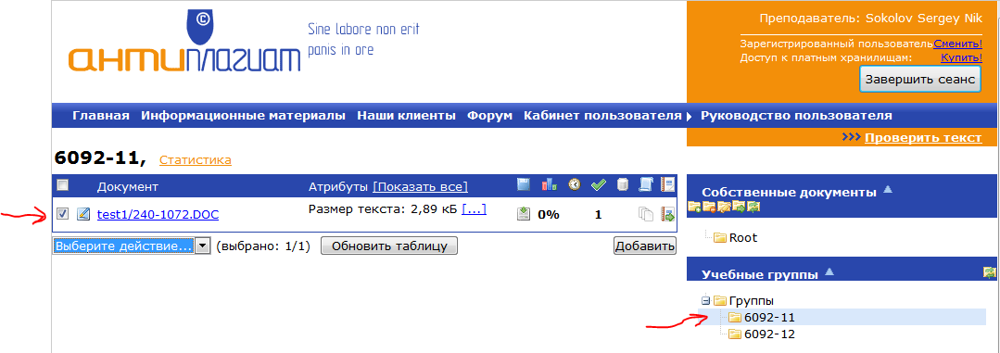 ©
антиплагиат
Sine labore non erit
panis in ore
Преподаватель: Sokolov Sergey Nik
Зарегистрированный пользователь Сменить!
Доступ к платным хранилищам: Купить!
Завершить сеанс
Главная Информационные материалы Наши клиенты Форум Кабинет пользователя Руководство пользователя
>>> Проверить текст
6092-11, Статистика
Документ Атрибуты [Показать все]
test1/240-1072.DOC Размер текста: 2,89 кБ [...] 0% 1
Выберите действие... (выбрано: 1/1) Обновить таблицу Добавить
Собственные документы
Root
Учебные группы
Группы
6092-11
6092-12